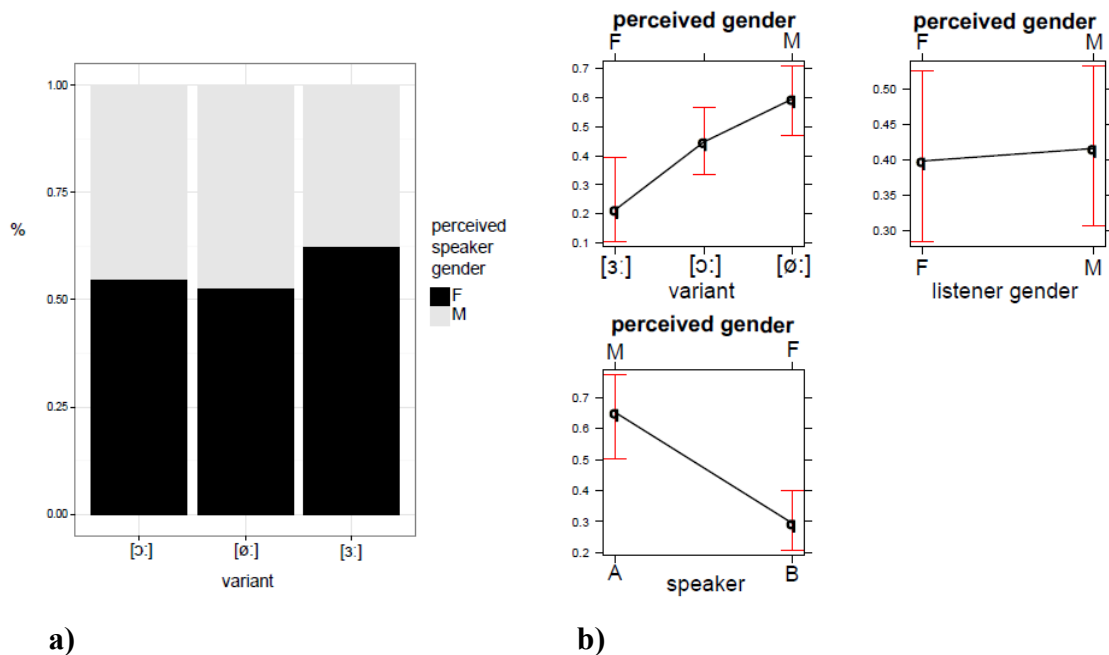 1.00
0.75
%
0.50
0.25
0.00
[ɔː] [øː] [ɜː]
variant
perceived
speaker
gender
F
M
a)
perceived gender
F M
0.7
0.6
0.5
0.4
0.3
0.2
0.1
[ɜː] [ɔː] [øː]
variant
perceived gender
F M
0.50
0.45
0.40
0.35
0.30
F M
listener gender
perceived gender
M F
0.7
0.6
0.5
0.4
0.3
0.2
A B
speaker
b)